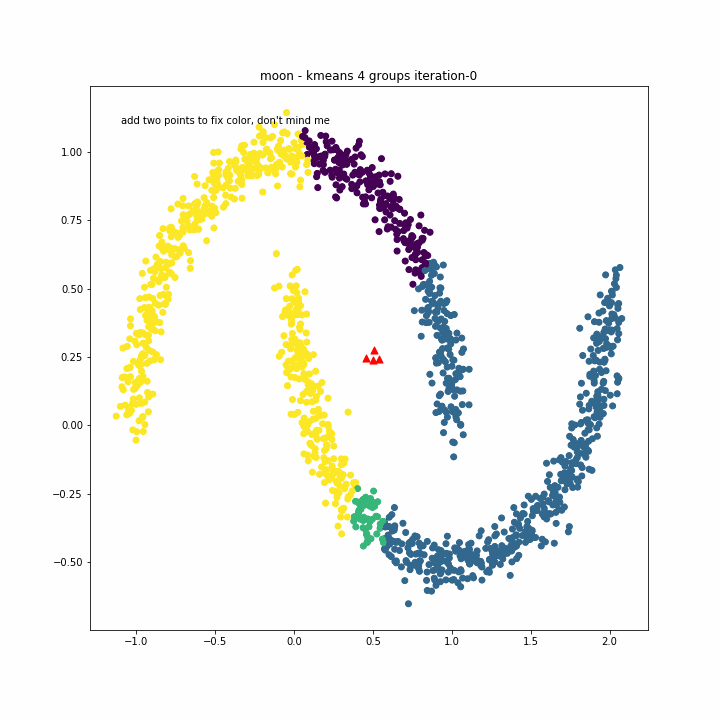 moon - kmeans 4 groups iteration-0
add two points to fix color, don't mind me
1.00
0.75
0.50
0.25
0.00
−0.25
−0.50
−1.0 −0.5 0.0 0.5 1.0 1.5 2.0